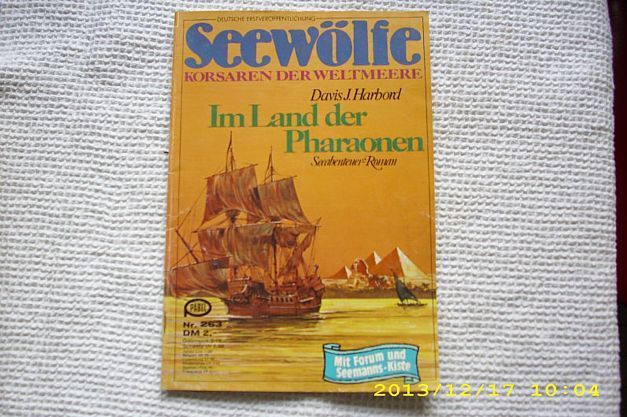 DEUTSCHE ERSTVERÖFFENTLICHUNG
Seewölfe
KORSAREN DER WELTMEERE
Davis J. Harbord
Im Land der
Pharaonen
Seeabenteuer-Roman
PABEL
Nr. 263
DM 2,
Mit Forum und
Seemanns-Kiste
2013/12/17 10:04